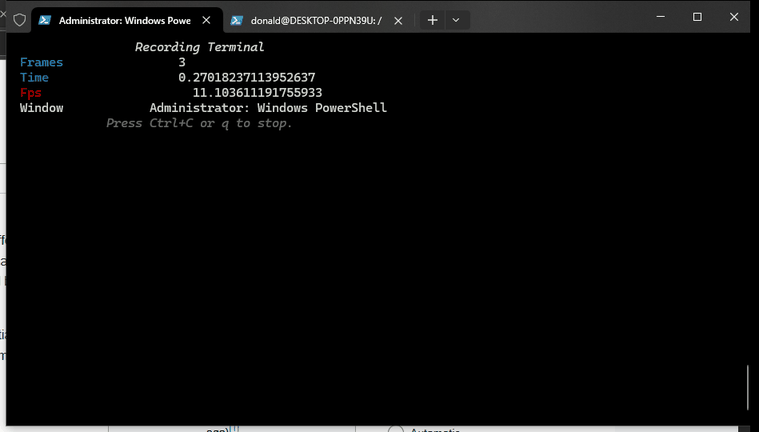 Administrator: Windows Powe
donald@DESKTOP-0PPN39U: /
Recording Terminal
Frames 3
Time 0.27018237113952637
Fps 11.103611191755933
Window Administrator: Windows PowerShell
Press Ctrl+C or q to stop.
Automatic